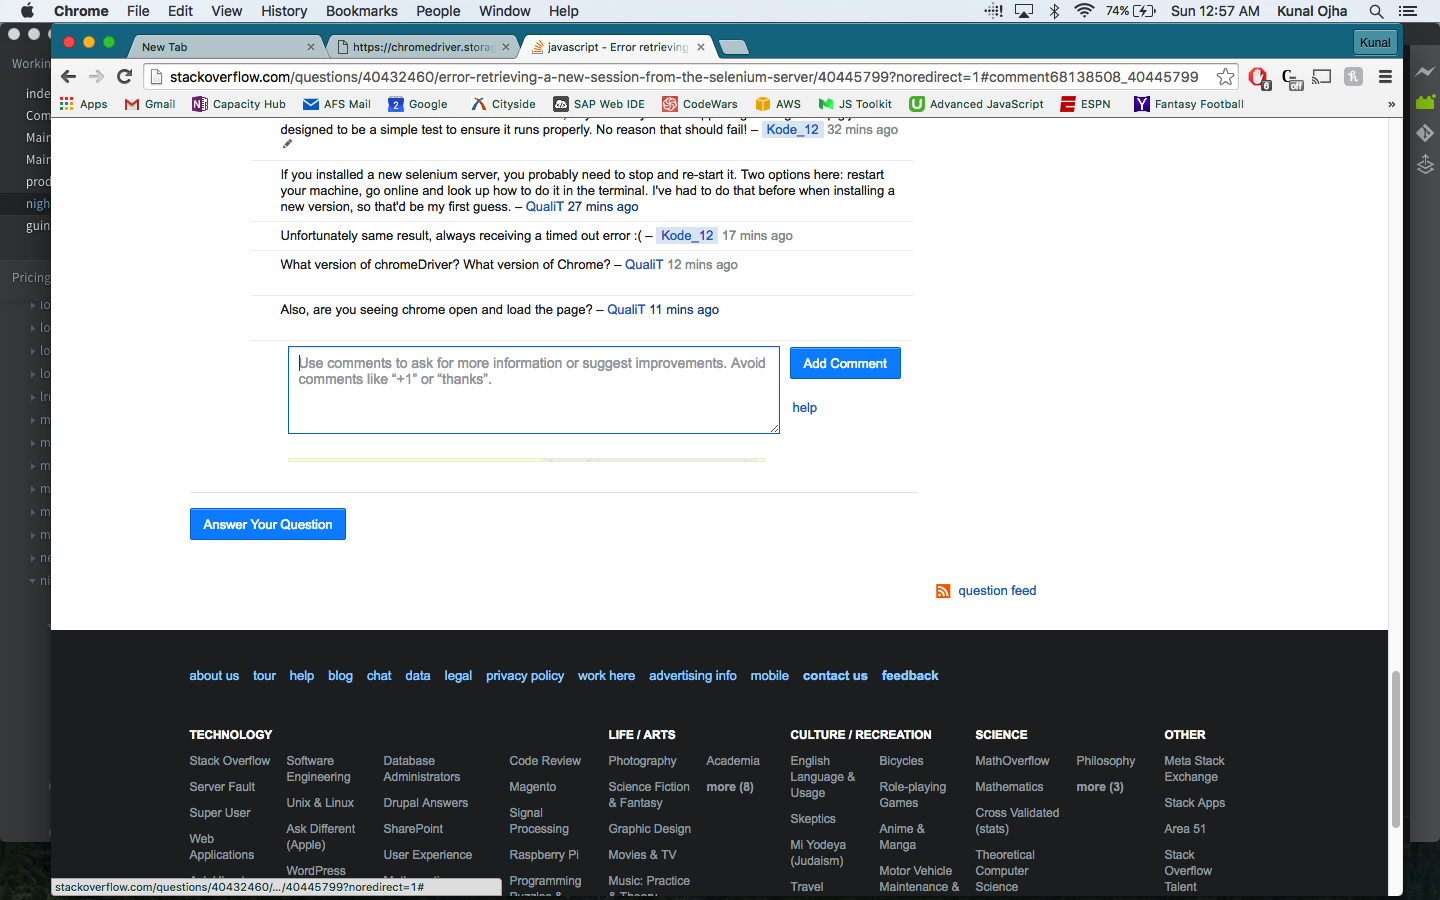 Chrome File Edit View History Bookmarks People Window Help 74% Sun 12:57 AM Kunal Ojha
New Tab https://chromedriver.storag javascript - Error retrieving Kunal
stackoverflow.com/questions/40432460/error-retrieving-a-new-session-from-the-selenium-server/40445799?noredirect=1#comment68138508_40445799
Apps Gmail Capacity Hub AFS Mail 2 Google Cityside SAP Web IDE CodeWars AWS JS Toolkit Advanced JavaScript ESPN Fantasy Football »
Workin
inde
Com
Main
Main
prod
nigh
guin
Pricing
lo
lo
lo
lo
lru
m
m
m
m
m
m
ne
ni
designed to be a simple test to ensure it runs properly. No reason that should fail! – Kode_12 32 mins ago
If you installed a new selenium server, you probably need to stop and re-start it. Two options here: restart
your machine, go online and look up how to do it in the terminal. I've had to do that before when installing a
new version, so that'd be my first guess. – QualiT 27 mins ago
Unfortunately same result, always receiving a timed out error :( – Kode_12 17 mins ago
What version of chromeDriver? What version of Chrome? – QualiT 12 mins ago
Also, are you seeing chrome open and load the page? – QualiT 11 mins ago
Use comments to ask for more information or suggest improvements. Avoid
comments like “+1” or “thanks”.
Add Comment
help
Answer Your Question
question feed
about us tour help blog chat data legal privacy policy work here advertising info mobile contact us feedback
TECHNOLOGY
Stack Overflow
Server Fault
Super User
Web
Applications
Software
Engineering
Unix & Linux
Ask Different
(Apple)
WordPress
Database
Administrators
Drupal Answers
SharePoint
User Experience
Code Review
Magento
Signal
Processing
Raspberry Pi
Programming
LIFE / ARTS
Photography
Science Fiction
& Fantasy
Graphic Design
Movies & TV
Music: Practice
Academia
more (8)
CULTURE / RECREATION
English
Language &
Usage
Skeptics
Mi Yodeya
(Judaism)
Travel
Bicycles
Role-playing
Games
Anime &
Manga
Motor Vehicle
Maintenance &
SCIENCE
MathOverflow
Mathematics
Cross Validated
(stats)
Theoretical
Computer
Science
Philosophy
more (3)
OTHER
Meta Stack
Exchange
Stack Apps
Area 51
Stack
Overflow
Talent
stackoverflow.com/questions/40432460/.../40445799?noredirect=1#